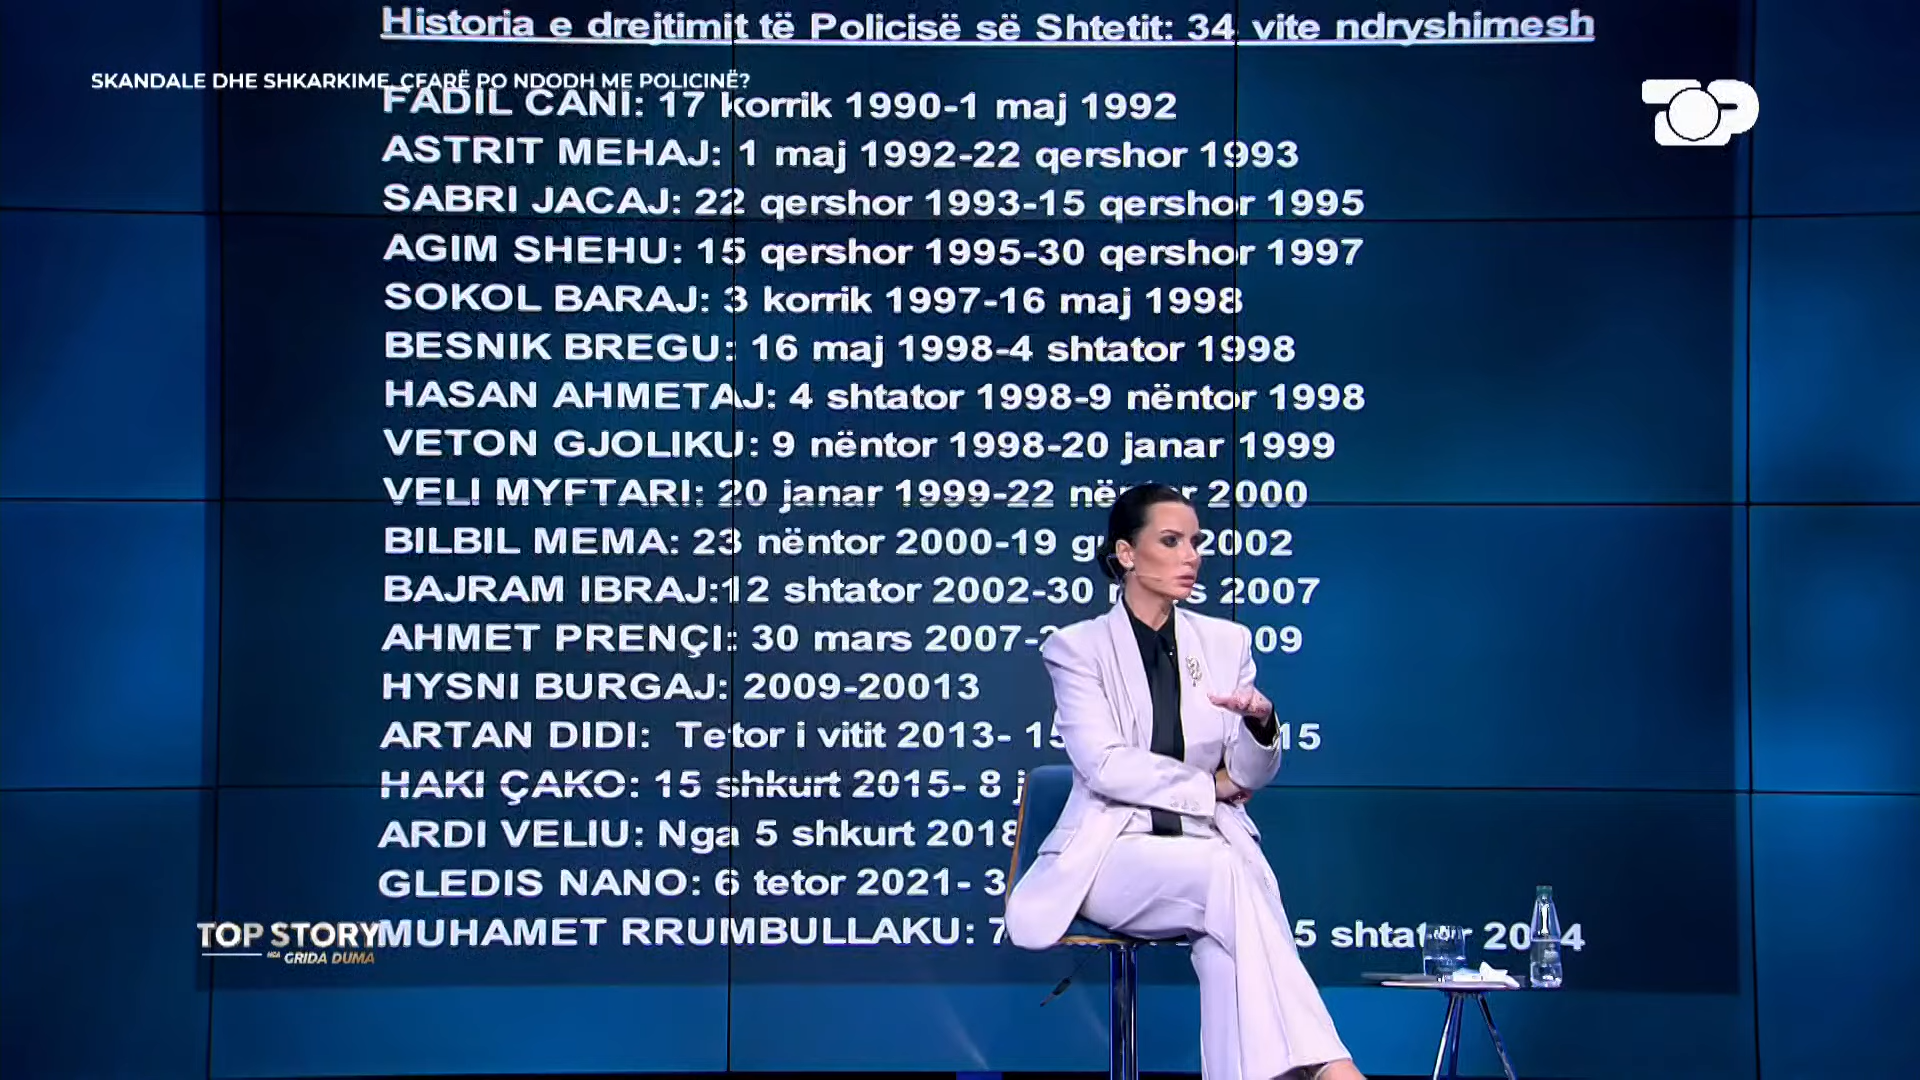 Historia e drejtimit të Policisë së Shtetit: 34 vite ndryshimesh
SKANDALE DHE SHKARKIME, ÇFARË PO NDODH ME POLICINË?
TOP
FADIL CANI: 17 korrik 1990-1 maj 1992
ASTRIT MEHAJ: 1 maj 1992-22 qershor 1993
SABRI JACAJ: 22 qershor 1993-15 qershor 1995
AGIM SHEHU: 15 qershor 1995-30 qershor 1997
SOKOL BARAJ: 3 korrik 1997-16 maj 1998
BESNIK BREGU: 16 maj 1998-4 shtator 1998
HASAN AHMETAJ: 4 shtator 1998-9 nëntor 1998
VETON GJOLIKU: 9 nëntor 1998-20 janar 1999
VELI MYFTARI: 20 janar 1999-22 2000
BILBIL MEMA: 23 nëntor 2000-19 2002
BAJRAM IBRAJ:12 shtator 2002-30 2007
AHMET PRENÇI: 30 mars 2007-
HYSNI BURGAJ: 2009-20013
ARTAN DIDI: Tetor i vitit 2013-
HAKI ÇAKO: 15 shkurt 2015- 8
ARDI VELIU: Nga 5 shkurt 2018
GLEDIS NANO: 6 tetor 2021-
MUHAMET RRUMBULLAKU: 7 5 shtator
TOP STORY
NGA GRIDA DUMA